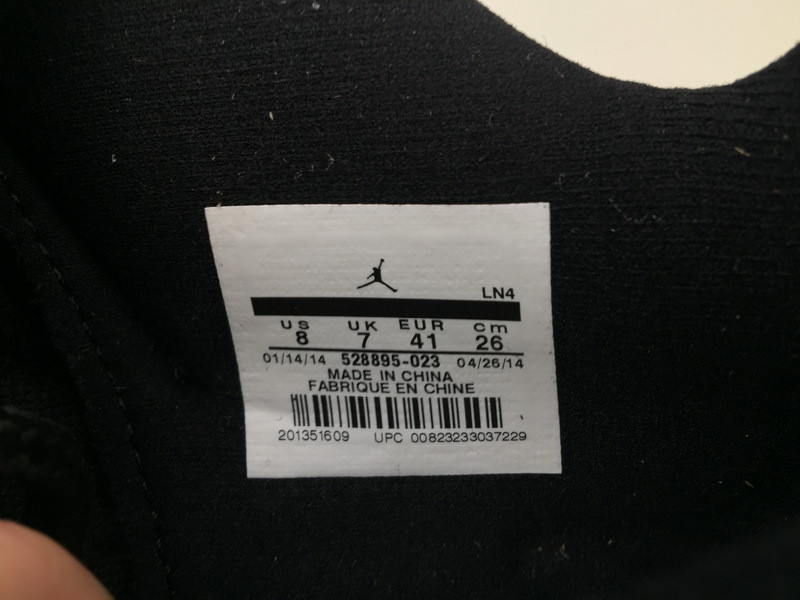 LN4
US UK EUR cm
8 7 41 26
01/14/14 528895-023 04/26/14
MADE IN CHINA
FABRIQUE EN CHINE
201351609 UPC 00823233037229